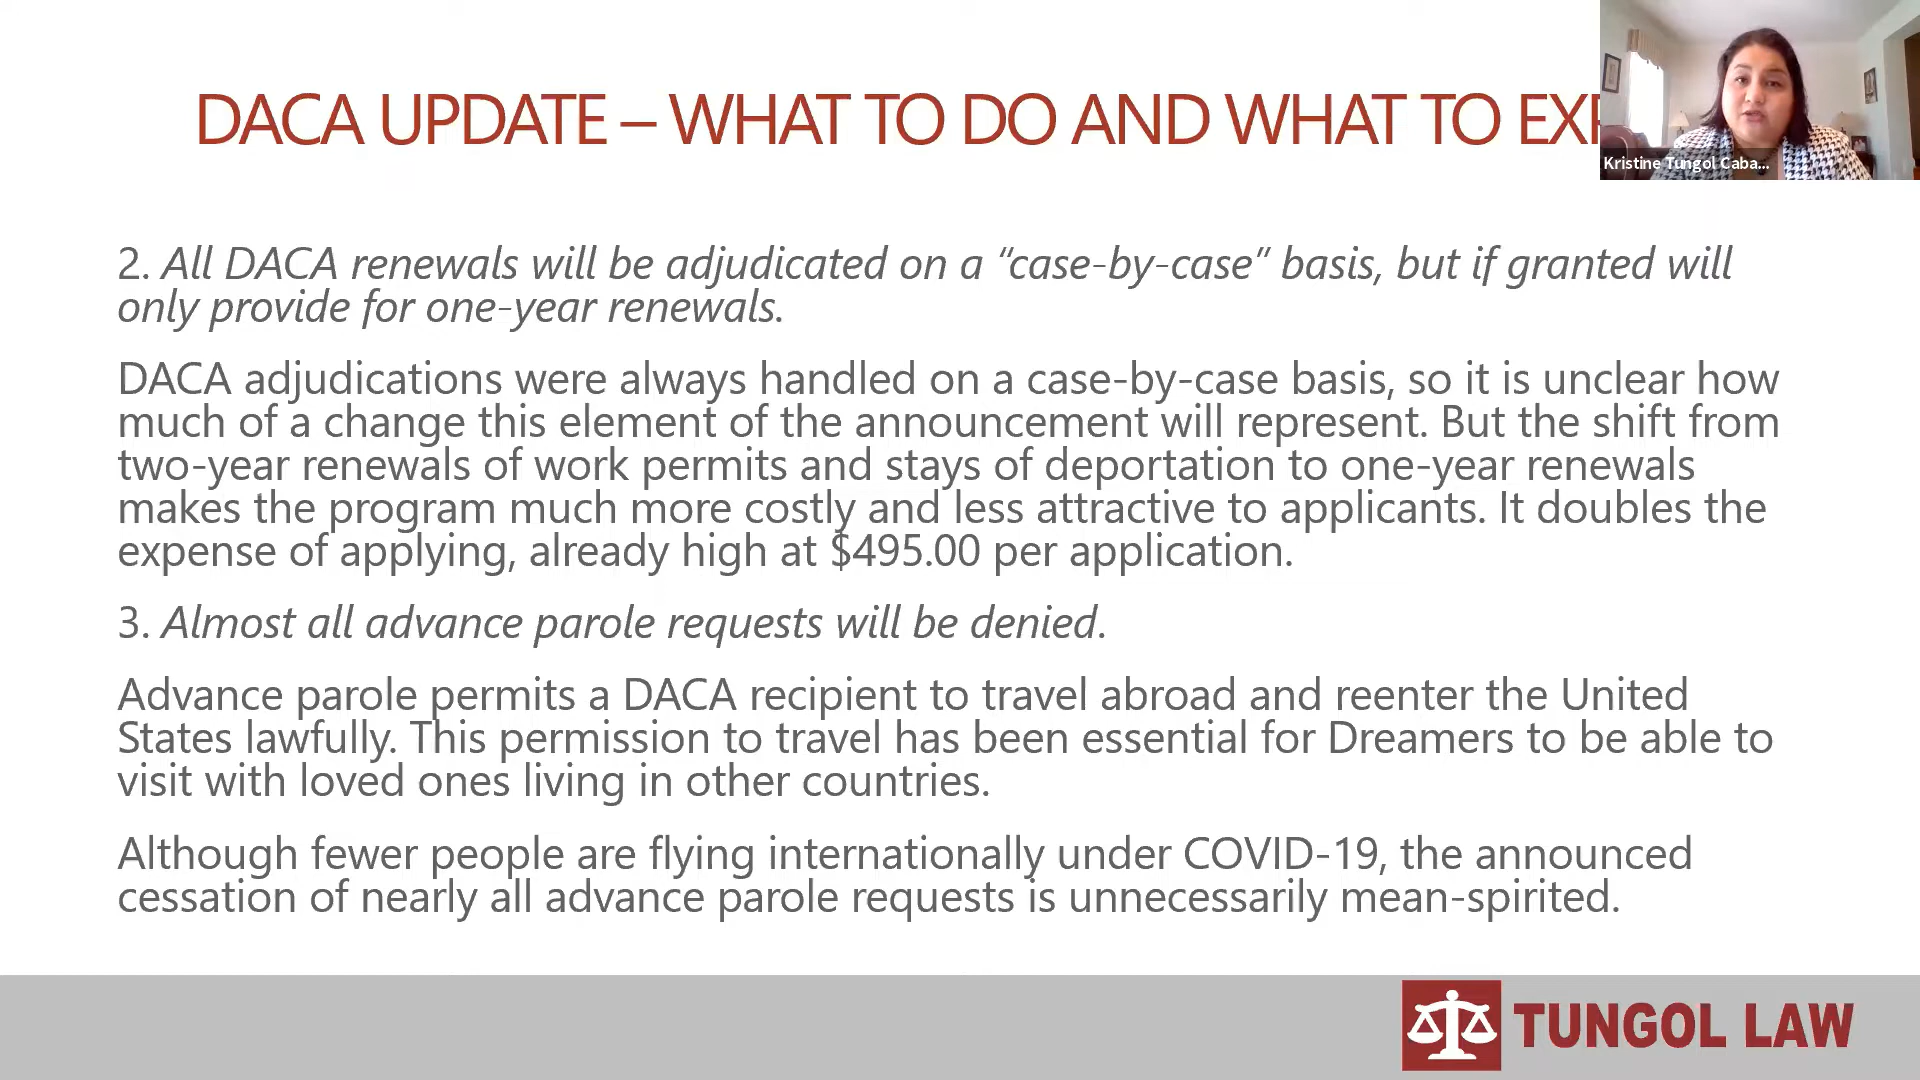 DACA UPDATE – WHAT TO DO AND WHAT TO
Kristine Tungol Caba...
2. All DACA renewals will be adjudicated on a “case-by-case” basis, but if granted will
only provide for one-year renewals.
DACA adjudications were always handled on a case-by-case basis, so it is unclear how
much of a change this element of the announcement will represent. But the shift from
two-year renewals of work permits and stays of deportation to one-year renewals
makes the program much more costly and less attractive to applicants. It doubles the
expense of applying, already high at $495.00 per application.
3. Almost all advance parole requests will be denied.
Advance parole permits a DACA recipient to travel abroad and reenter the United
States lawfully. This permission to travel has been essential for Dreamers to be able to
visit with loved ones living in other countries.
Although fewer people are flying internationally under COVID-19, the announced
cessation of nearly all advance parole requests is unnecessarily mean-spirited.
TUNGOL LAW